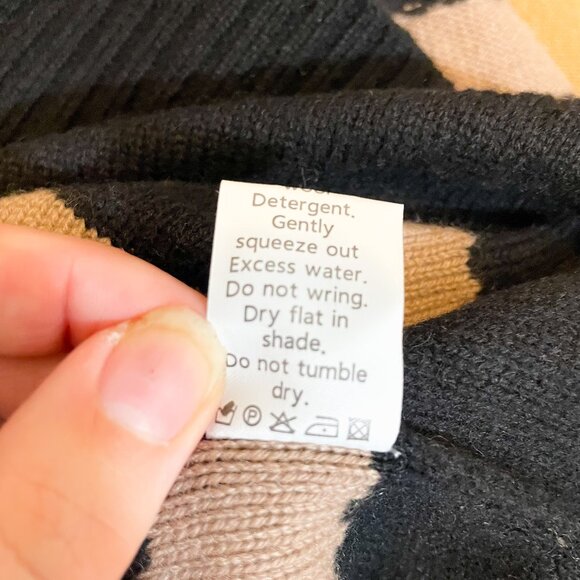 Detergent.
Gently
squeeze out
Excess water.
Do not wring.
Dry flat in
shade.
Do not tumble
dry.
P